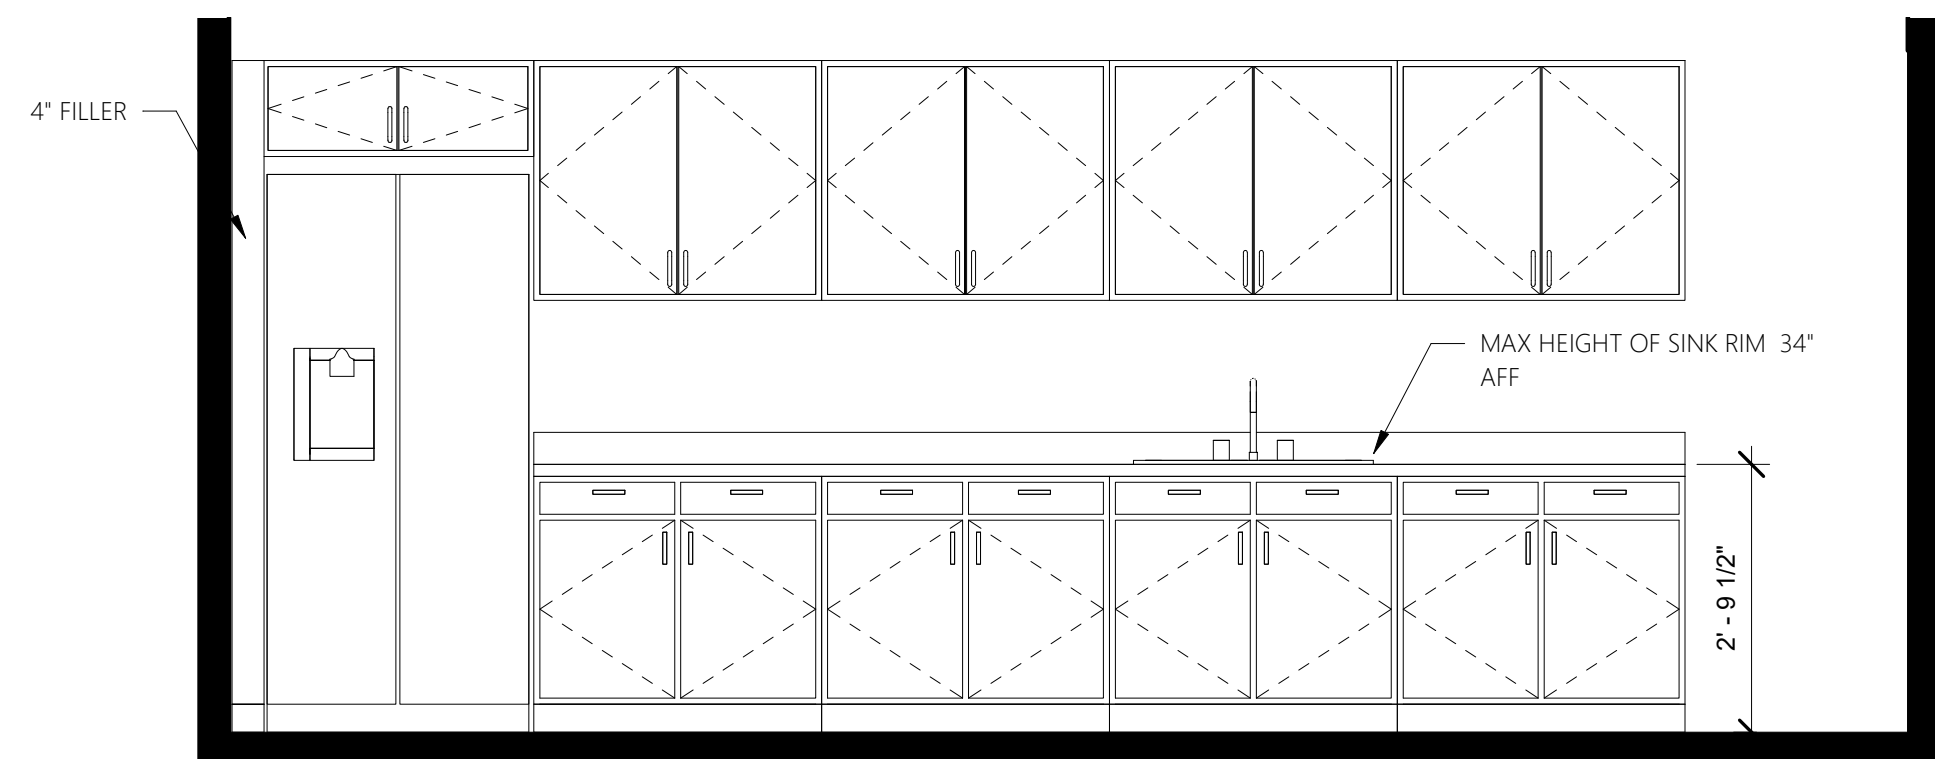 4" FILLER
MAX HEIGHT OF SINK RIM 34"
AFF
2' - 9 1/2"